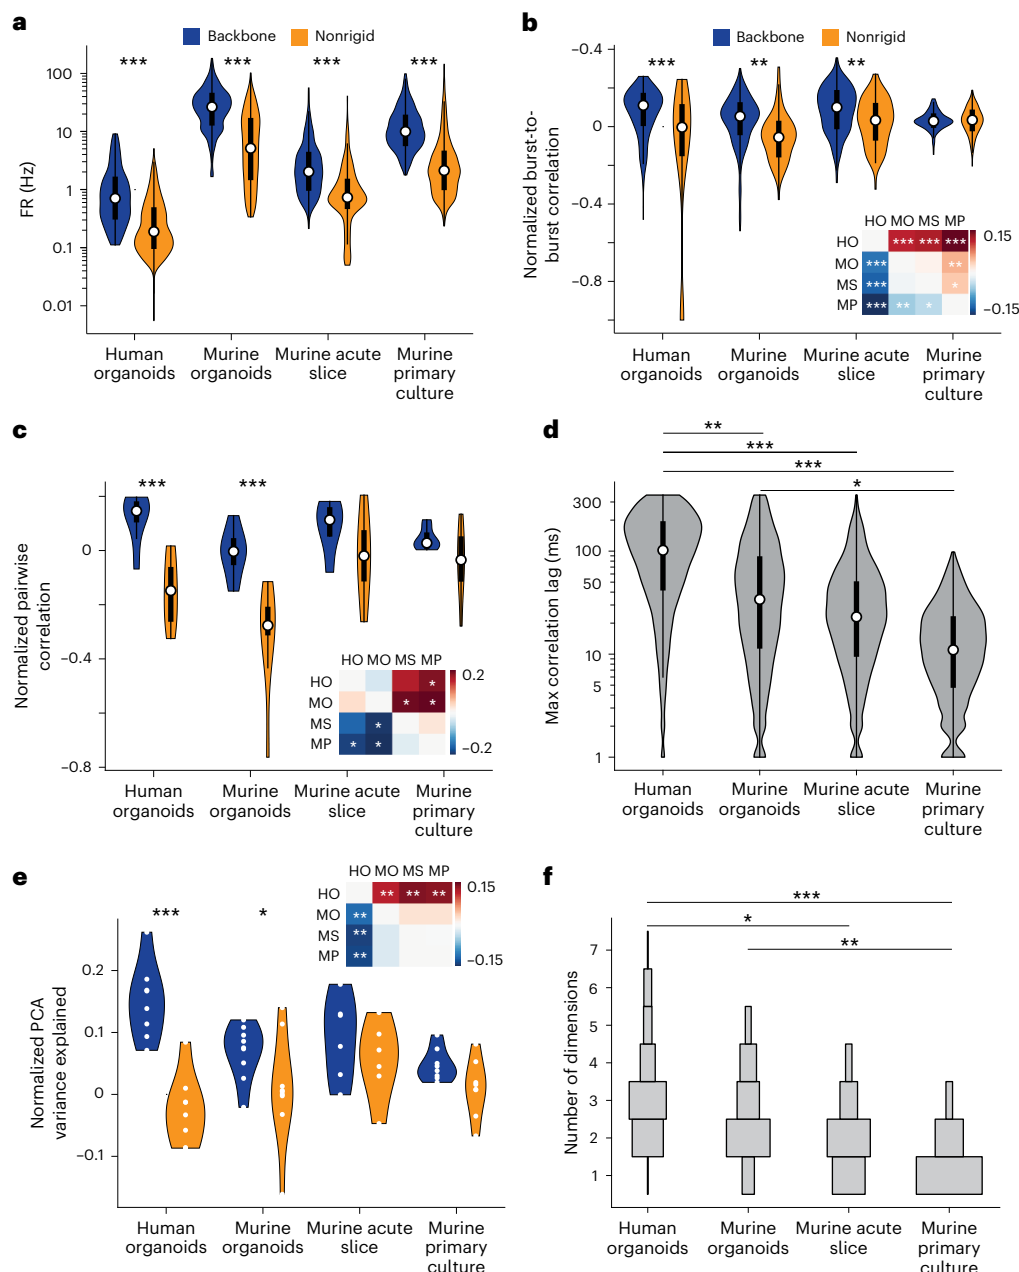 a
Backbone
Nonrigid
FR (Hz)
100
10
1
0.1
0.01
***
***
***
***
Human organoids
Murine organoids
Murine acute slice
Murine primary culture
b
Backbone
Nonrigid
Normalized burst-to-
burst correlation
−0.4
0
−0.4
−0.8
***
**
**
HO MO MS MP
HO *** *** ***
MO *** **
MS *** *
MP *** ** *
0.15
−0.15
Human organoids
Murine organoids
Murine acute slice
Murine primary culture
c
Normalized pairwise
correlation
0
−0.4
−0.8
***
***
HO MO MS MP
HO *
MO * *
MS *
MP * *
0.2
−0.2
Human organoids
Murine organoids
Murine acute slice
Murine primary culture
d
Max correlation lag (ms)
300
100
50
10
5
1
**
***
***
*
Human organoids
Murine organoids
Murine acute slice
Murine primary culture
e
Normalized PCA
variance explained
0.2
0.1
0
−0.1
***
*
HO MO MS MP
HO ** ** **
MO **
MS **
MP **
0.15
−0.15
Human organoids
Murine organoids
Murine acute slice
Murine primary culture
f
Number of dimensions
7
6
5
4
3
2
1
***
*
**
Human organoids
Murine organoids
Murine acute slice
Murine primary culture